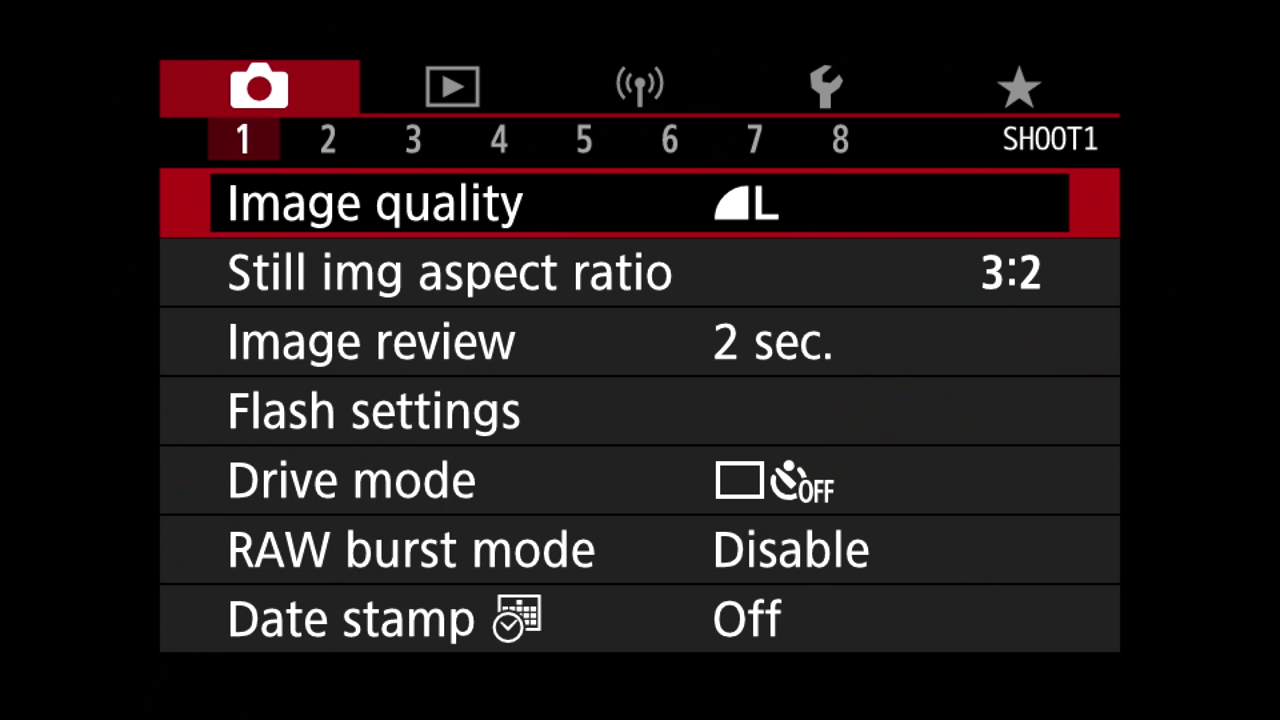 1 2 3 4 5 6 7 8 SHOOT1
Image quality L
Still img aspect ratio 3:2
Image review 2 sec.
Flash settings
Drive mode OFF
RAW burst mode Disable
Date stamp Off